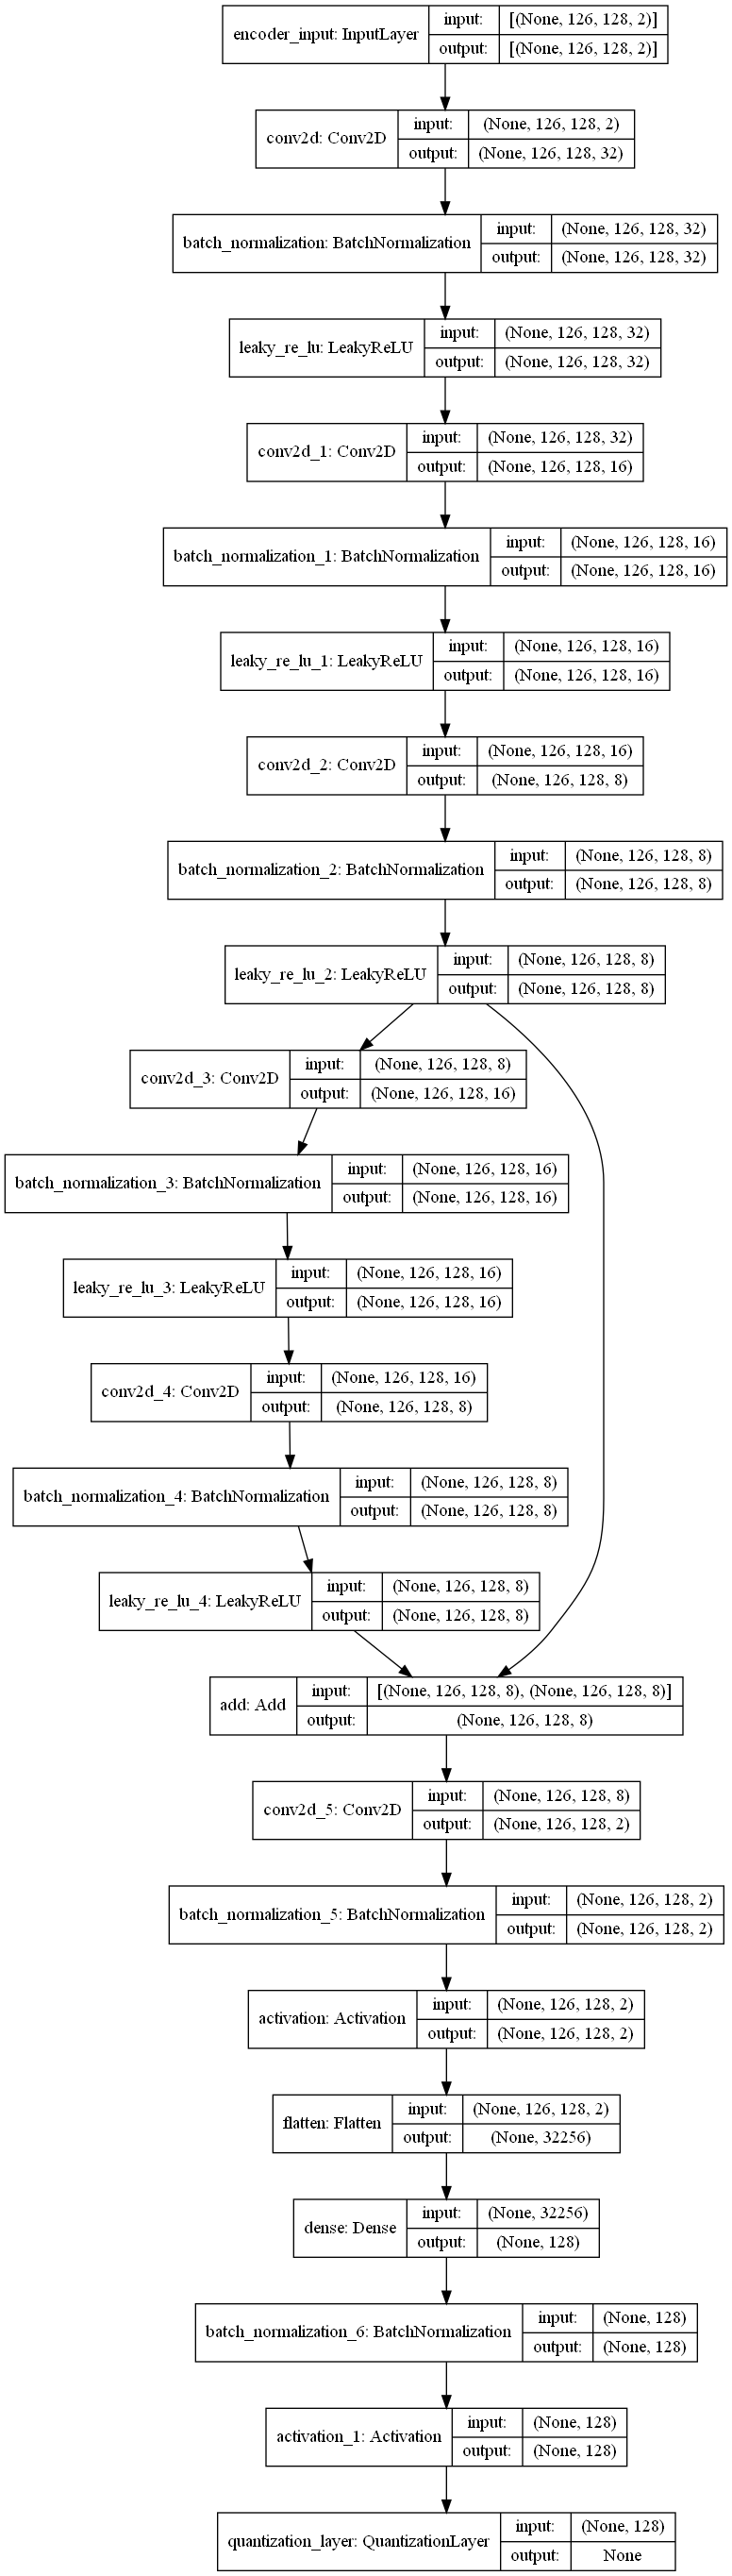 encoder_input: InputLayer
input:
[(None, 126, 128, 2)]
output:
[(None, 126, 128, 2)]
conv2d: Conv2D
input:
(None, 126, 128, 2)
output:
(None, 126, 128, 32)
batch_normalization: BatchNormalization
input:
(None, 126, 128, 32)
output:
(None, 126, 128, 32)
leaky_re_lu: LeakyReLU
input:
(None, 126, 128, 32)
output:
(None, 126, 128, 32)
conv2d_1: Conv2D
input:
(None, 126, 128, 32)
output:
(None, 126, 128, 16)
batch_normalization_1: BatchNormalization
input:
(None, 126, 128, 16)
output:
(None, 126, 128, 16)
leaky_re_lu_1: LeakyReLU
input:
(None, 126, 128, 16)
output:
(None, 126, 128, 16)
conv2d_2: Conv2D
input:
(None, 126, 128, 16)
output:
(None, 126, 128, 8)
batch_normalization_2: BatchNormalization
input:
(None, 126, 128, 8)
output:
(None, 126, 128, 8)
leaky_re_lu_2: LeakyReLU
input:
(None, 126, 128, 8)
output:
(None, 126, 128, 8)
conv2d_3: Conv2D
input:
(None, 126, 128, 8)
output:
(None, 126, 128, 16)
batch_normalization_3: BatchNormalization
input:
(None, 126, 128, 16)
output:
(None, 126, 128, 16)
leaky_re_lu_3: LeakyReLU
input:
(None, 126, 128, 16)
output:
(None, 126, 128, 16)
conv2d_4: Conv2D
input:
(None, 126, 128, 16)
output:
(None, 126, 128, 8)
batch_normalization_4: BatchNormalization
input:
(None, 126, 128, 8)
output:
(None, 126, 128, 8)
leaky_re_lu_4: LeakyReLU
input:
(None, 126, 128, 8)
output:
(None, 126, 128, 8)
add: Add
input:
[(None, 126, 128, 8), (None, 126, 128, 8)]
output:
(None, 126, 128, 8)
conv2d_5: Conv2D
input:
(None, 126, 128, 8)
output:
(None, 126, 128, 2)
batch_normalization_5: BatchNormalization
input:
(None, 126, 128, 2)
output:
(None, 126, 128, 2)
activation: Activation
input:
(None, 126, 128, 2)
output:
(None, 126, 128, 2)
flatten: Flatten
input:
(None, 126, 128, 2)
output:
(None, 32256)
dense: Dense
input:
(None, 32256)
output:
(None, 128)
batch_normalization_6: BatchNormalization
input:
(None, 128)
output:
(None, 128)
activation_1: Activation
input:
(None, 128)
output:
(None, 128)
quantization_layer: QuantizationLayer
input:
(None, 128)
output:
None